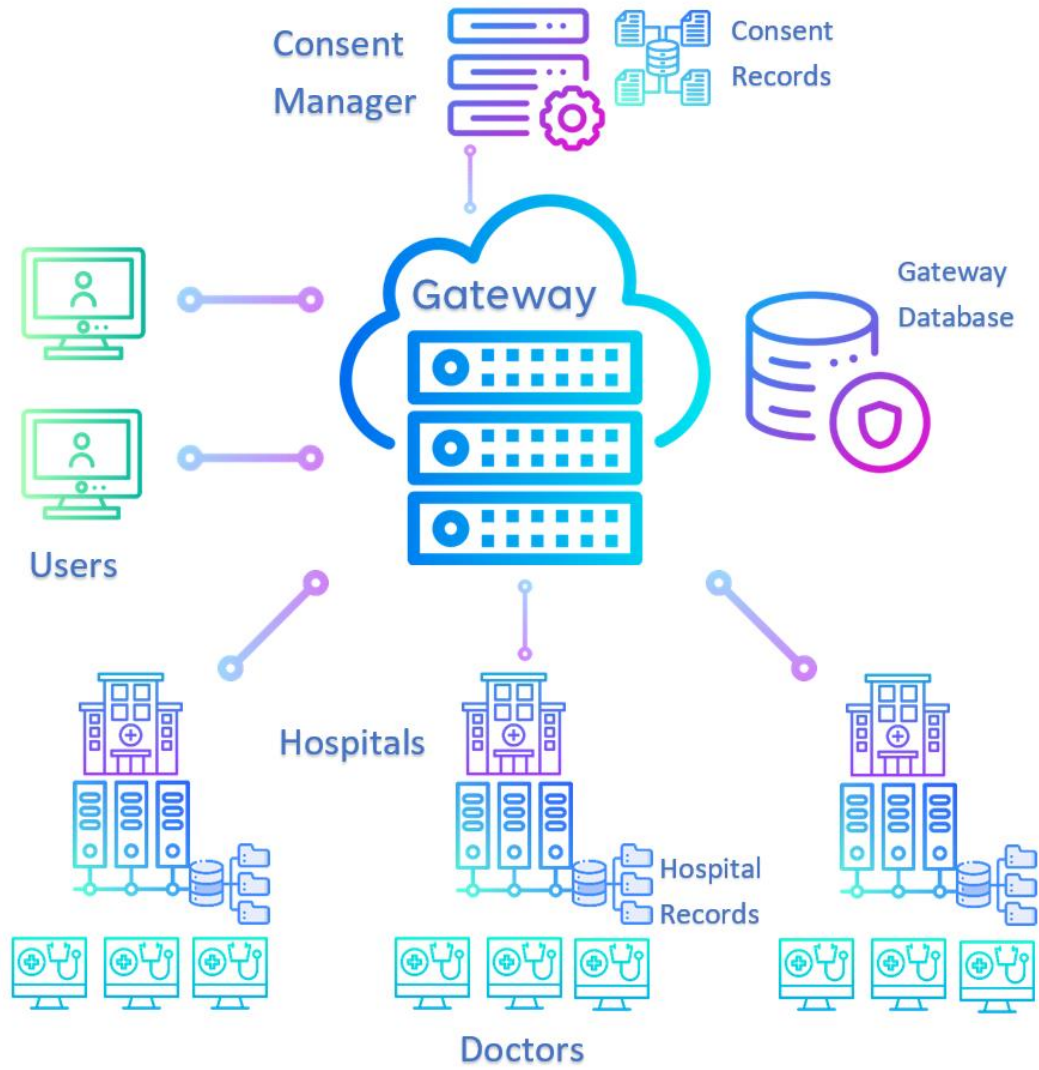 Consent
Manager
Consent
Records
Gateway
Gateway
Database
Users
Hospitals
Hospital
Records
Doctors